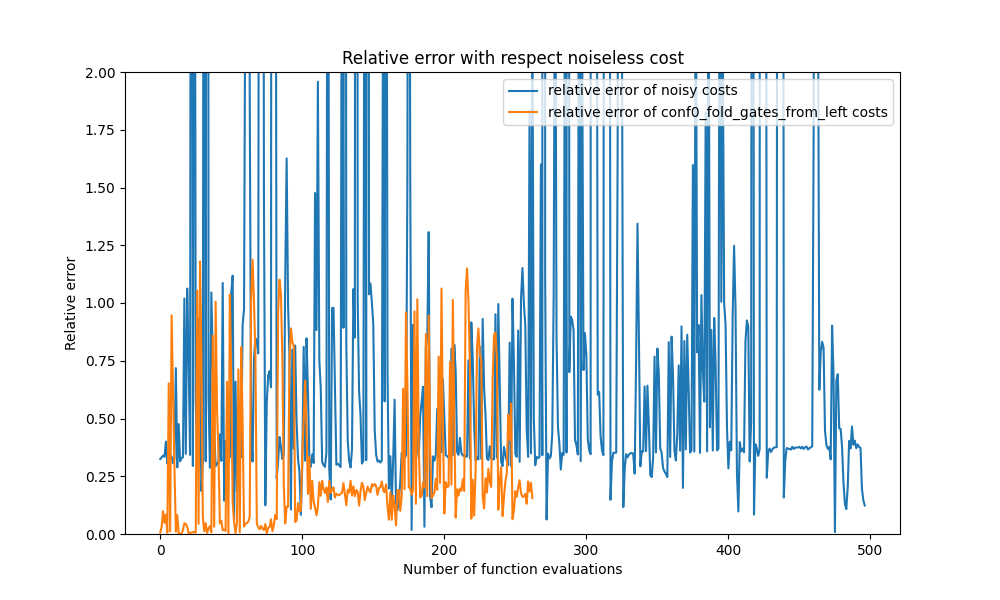 Relative error with respect noiseless cost
relative error of noisy costs
relative error of conf0_fold_gates_from_left costs
2.00
1.75
1.50
1.25
1.00
0.75
0.50
0.25
0.00
Relative error
0 100 200 300 400 500
Number of function evaluations